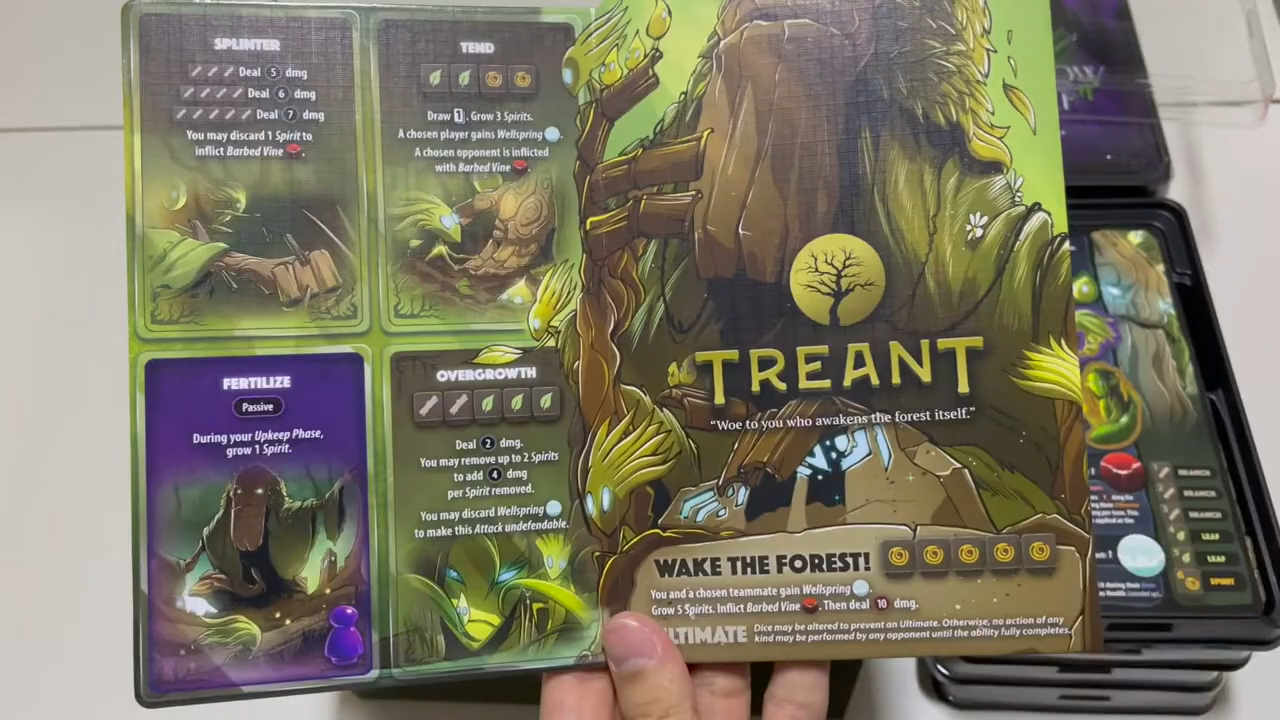 SPLINTER
Deal 5 dmg
Deal 6 dmg
Deal 7 dmg
You may discard 1 Spirit to
inflict Barbed Vine.
TEND
Draw 1. Grow 3 Spirits.
A chosen player gains Wellspring.
A chosen opponent is inflicted
with Barbed Vine.
FERTILIZE
Passive
During your Upkeep Phase,
grow 1 Spirit.
OVERGROWTH
Deal 2 dmg.
You may remove up to 2 Spirits
to add 4 dmg
per Spirit removed.
You may discard Wellspring
to make this Attack undefendable.
TREANT
“Woe to you who awakens the forest itself.”
WAKE THE FOREST!
You and a chosen teammate gain Wellspring.
Grow 5 Spirits. Inflict Barbed Vine. Then deal 10 dmg.
ULTIMATE
Dice may be altered to prevent an Ultimate. Otherwise, no action of any
kind may be performed by any opponent until the ability fully completes.
BRANCH
BRANCH
BRANCH
LEAF
LEAF
SPIRIT